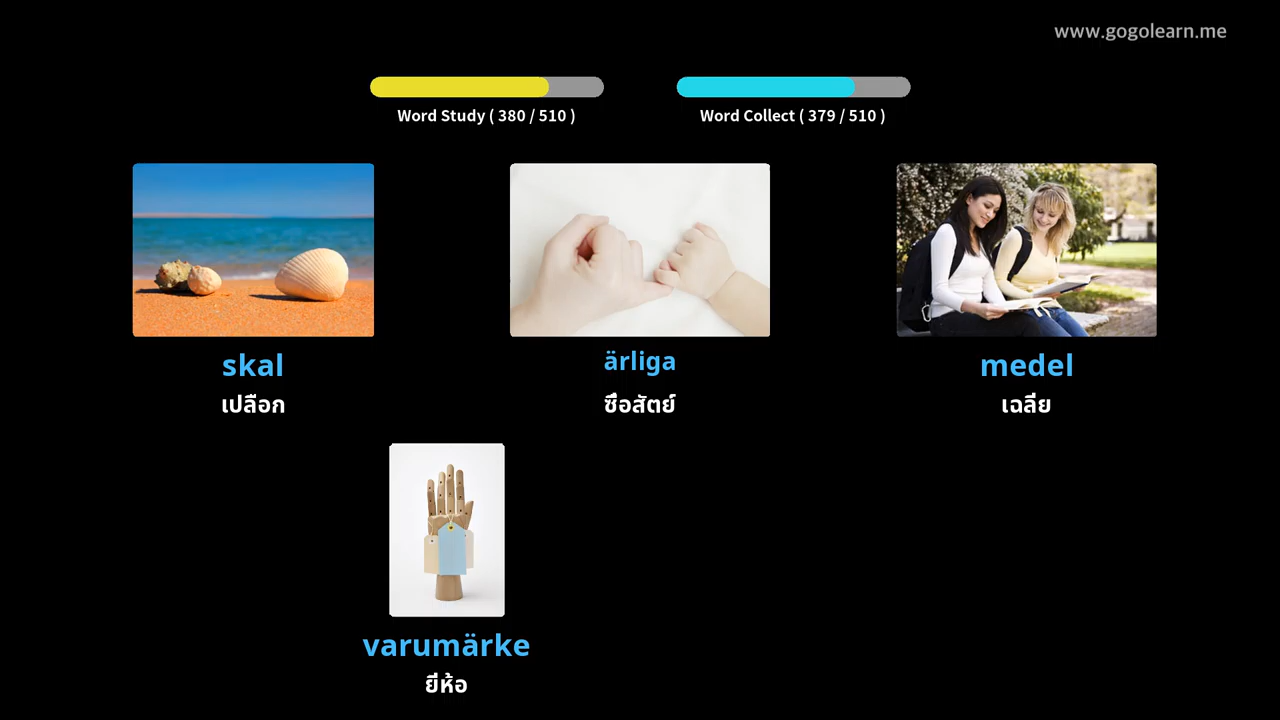 www.gogolearn.me
Word Study ( 380 / 510 )
Word Collect ( 379 / 510 )
skal
เปลือก
ärliga
ซื่อสัตย์
medel
เฉลี่ย
varumärke
ยี่ห้อ